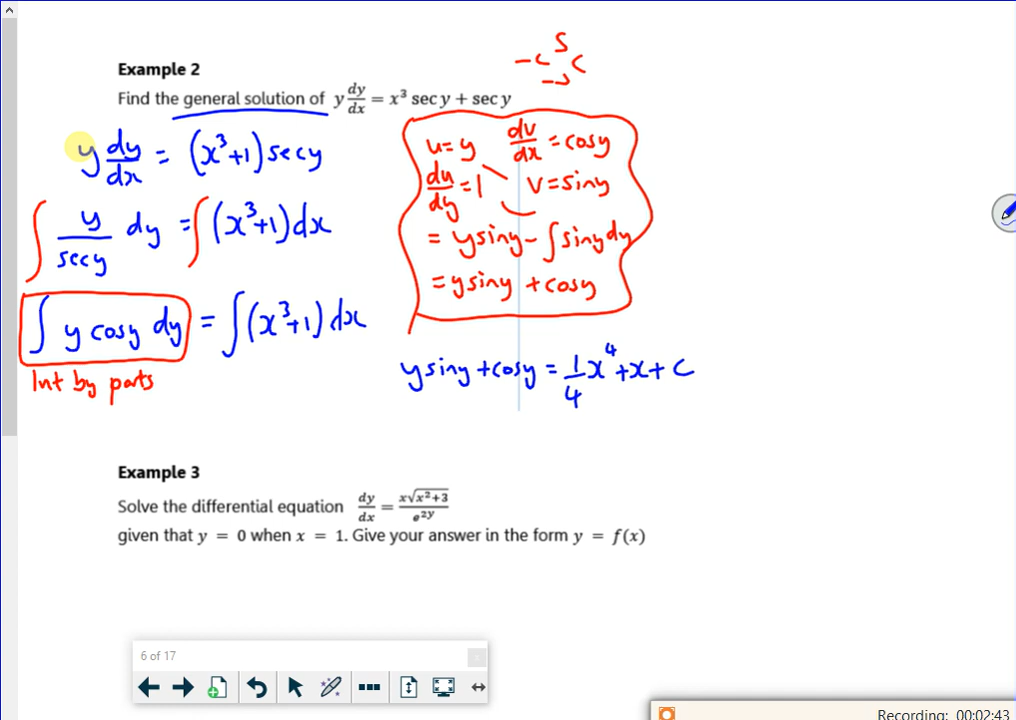 Example 2
Find the general solution of y dy/dx = x³ sec y + sec y
S
-C C
-S
y dy/dx = (x³+1) sec y
∫ y/sec y dy = ∫(x³+1) dx
∫ y cos y dy = ∫(x³+1) dx
Int by parts
u = y dv/dx = cos y
du/dy = 1 v = sin y
= y sin y - ∫ sin y dy
= y sin y + cos y
y sin y + cos y = 1/4 x⁴ + x + C
Example 3
Solve the differential equation dy/dx = x√x²+3 / e²ʸ
given that y = 0 when x = 1. Give your answer in the form y = f(x)
6 of 17
Recording: 00:02:43